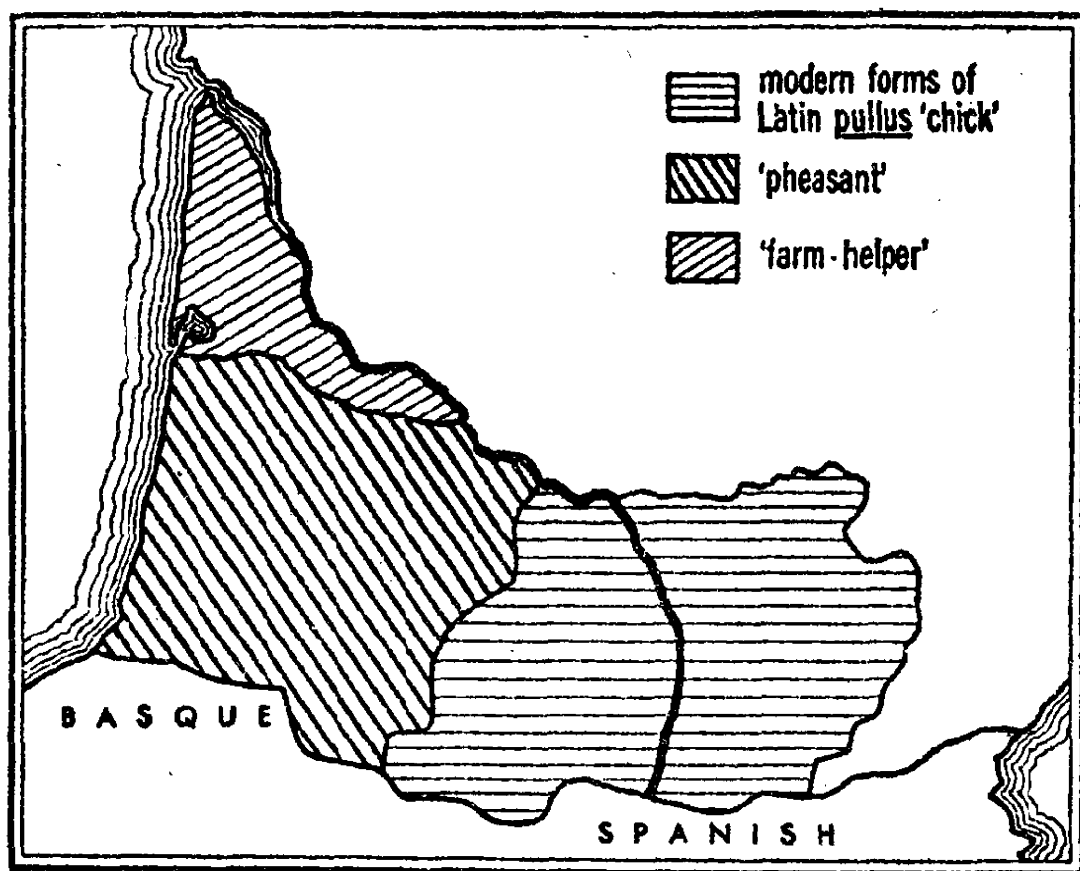 modern forms of
Latin pullus 'chick'
'pheasant'
'farm-helper'
BASQUE
SPANISH